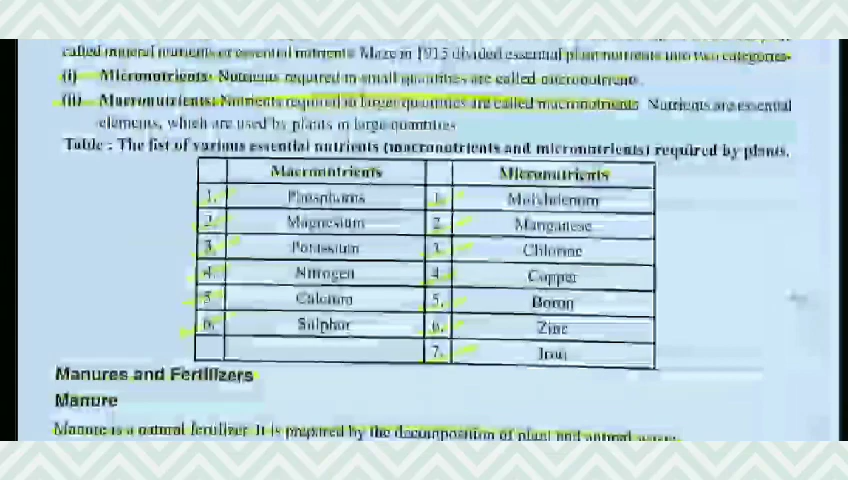 called mineral nutrients or essential nutrients. Maze in 1915 divided essential plant nutrients into two categories-
(i) Micronutrients: Nutrients required in small quantities are called micronutrients.
(ii) Macronutrients: Nutrients required in larger quantities are called macronutrients. Nutrients are essential
elements, which are used by plants in large quantities
Table : The list of various essential nutrients (macronutrients and micronutrients) required by plants.
Macronutrients Micronutrients
1. Phosphorus 1. Molybdenum
2. Magnesium 2. Manganese
3. Potassium 3. Chlorine
4. Nitrogen 4. Copper
5. Calcium 5. Boron
6. Sulphur 6. Zinc
7. Iron
Manures and Fertilizers
Manure
Manure is a natural fertilizer. It is prepared by the decomposition of plant and animal waste